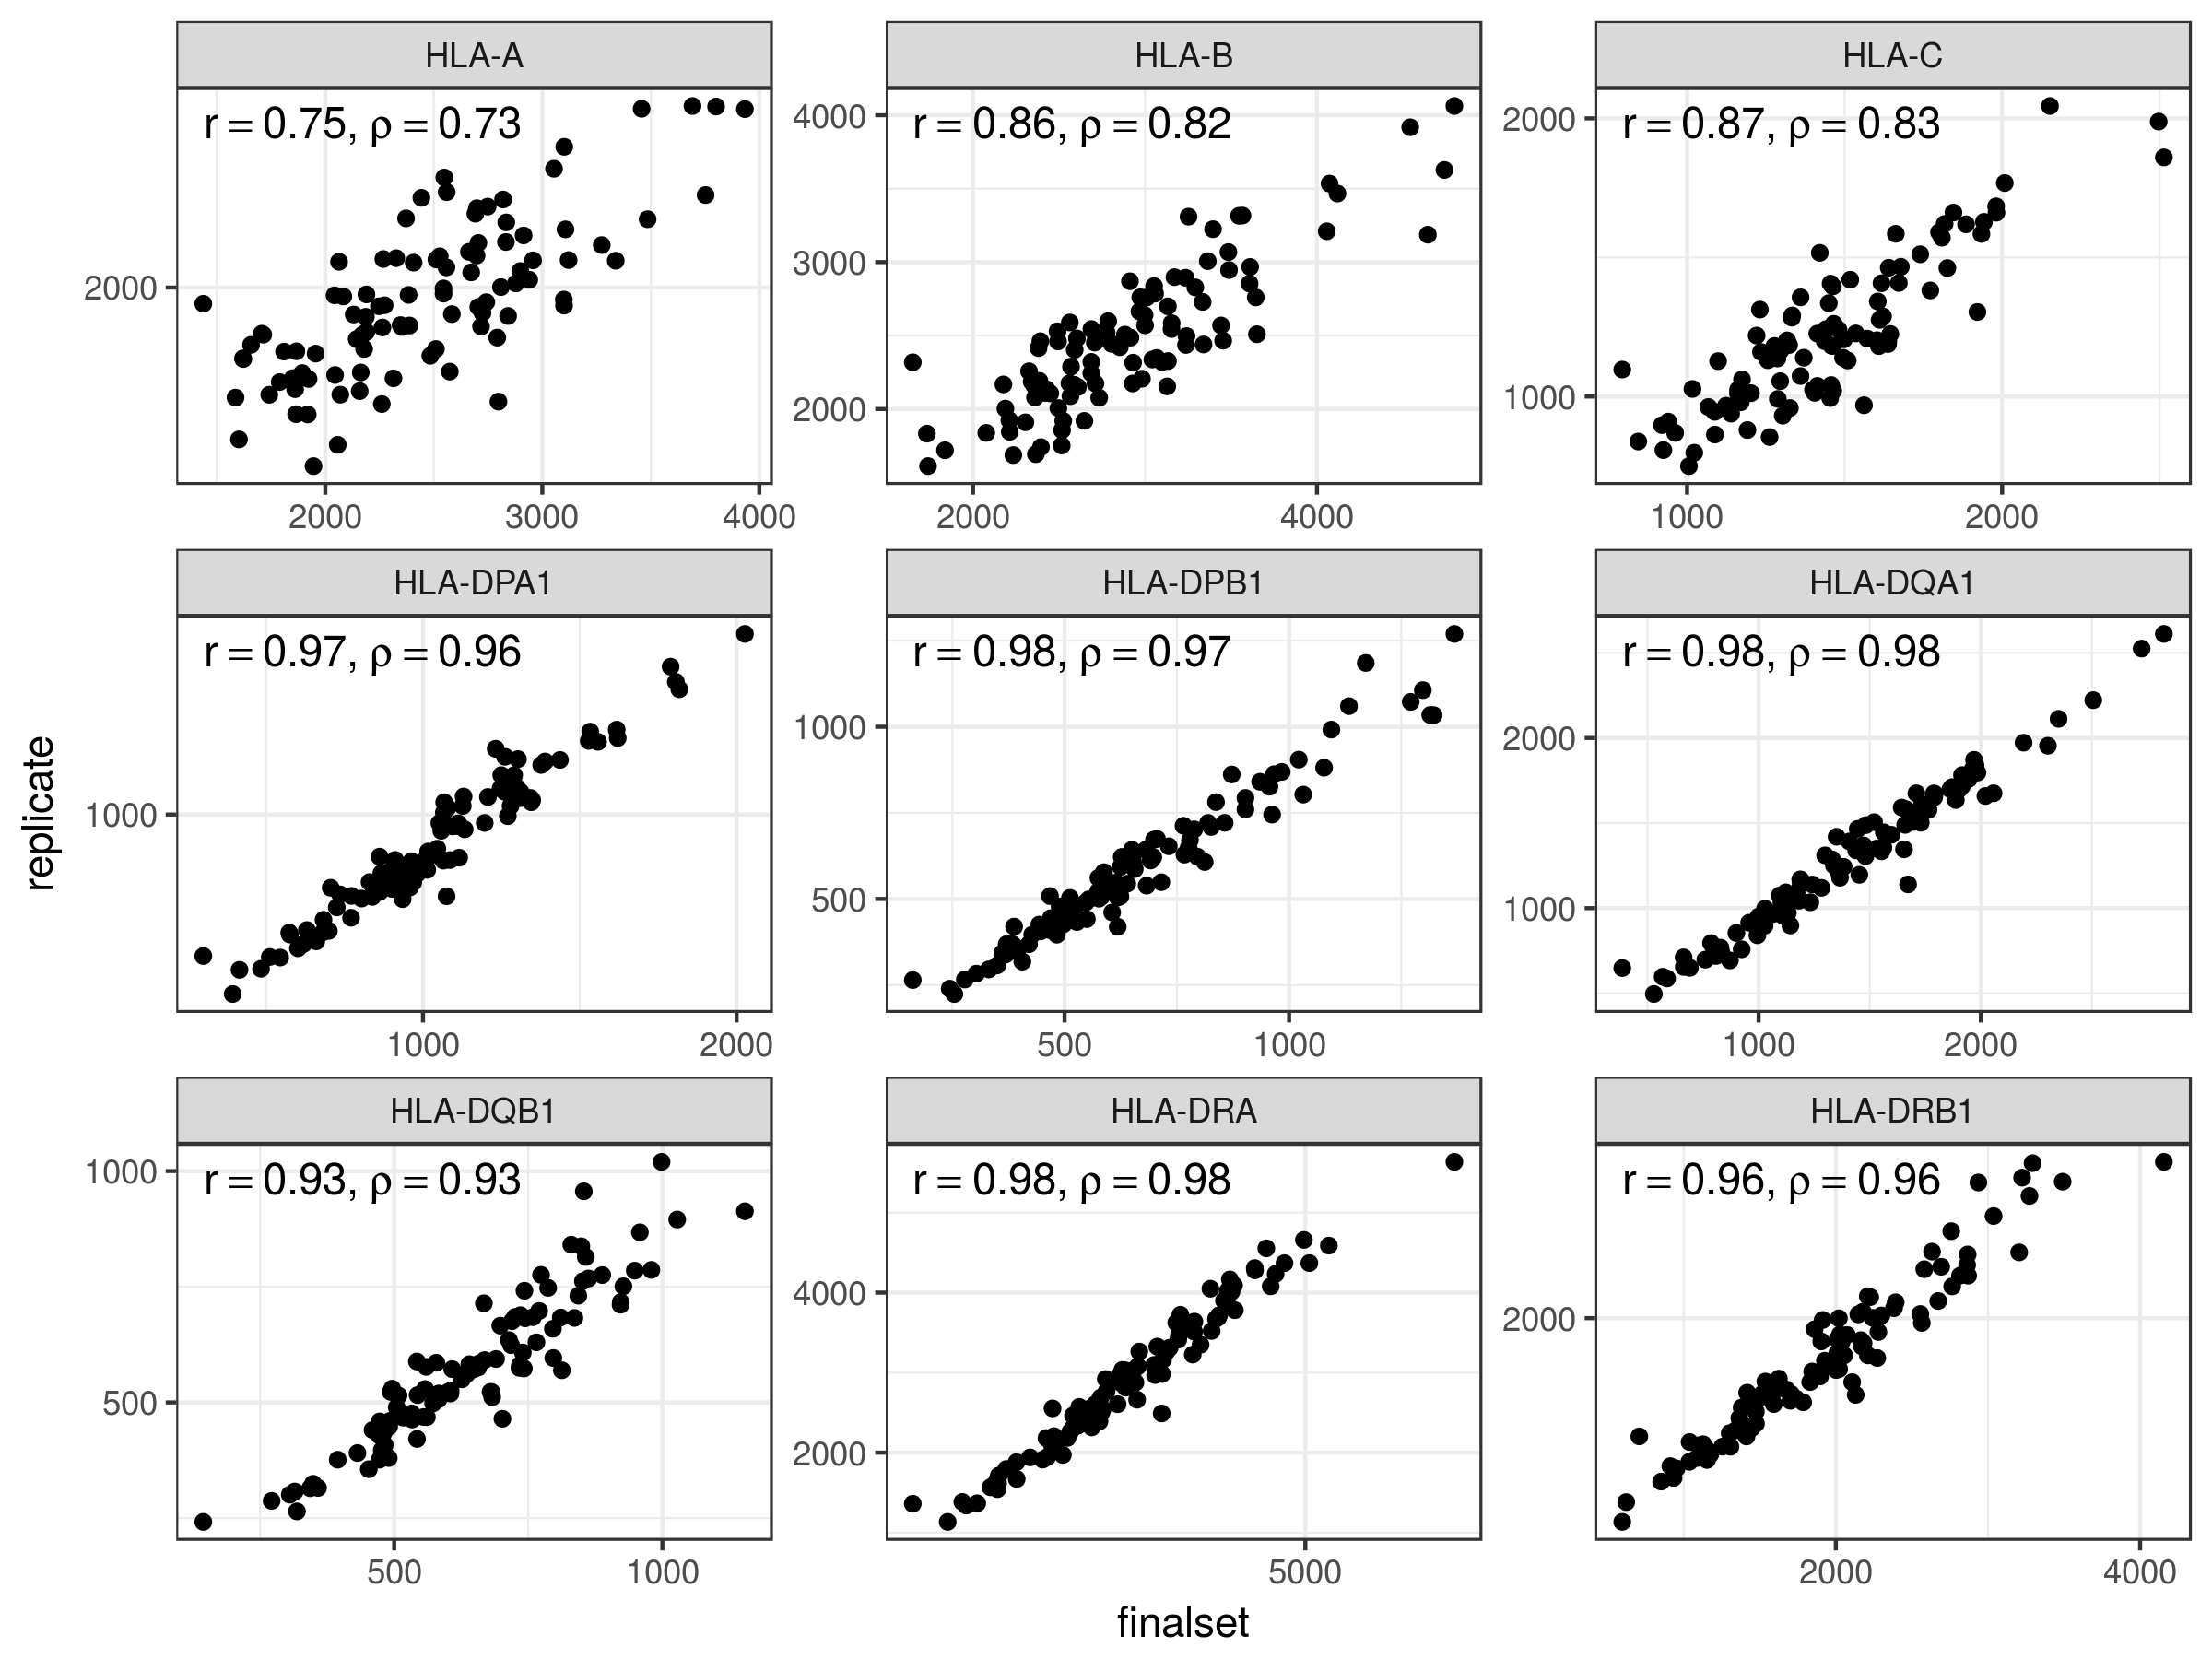 HLA-A HLA-B HLA-C
r = 0.75, ρ = 0.73 r = 0.86, ρ = 0.82 r = 0.87, ρ = 0.83
2000
4000
3000
2000
2000
1000
2000 3000 4000 2000 4000 1000 2000
HLA-DPA1 HLA-DPB1 HLA-DQA1
r = 0.97, ρ = 0.96 r = 0.98, ρ = 0.97 r = 0.98, ρ = 0.98
replicate
1000
1000
500
2000
1000
1000 2000 500 1000 1000 2000
HLA-DQB1 HLA-DRA HLA-DRB1
r = 0.93, ρ = 0.93 r = 0.98, ρ = 0.98 r = 0.96, ρ = 0.96
1000
500
4000
2000
2000
500 1000 5000 2000 4000
finalset